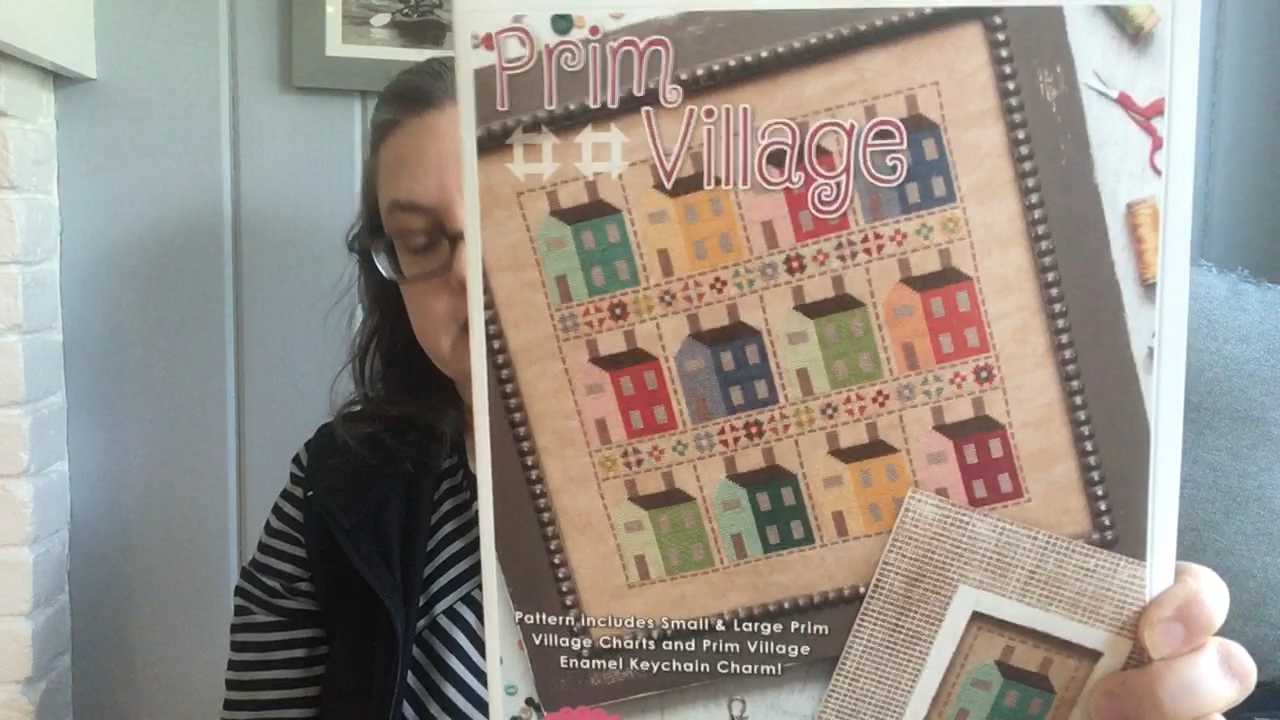 Prim
Village
Pattern includes Small & Large Prim
Village Charts and Prim Village
Enamel Keychain Charm!